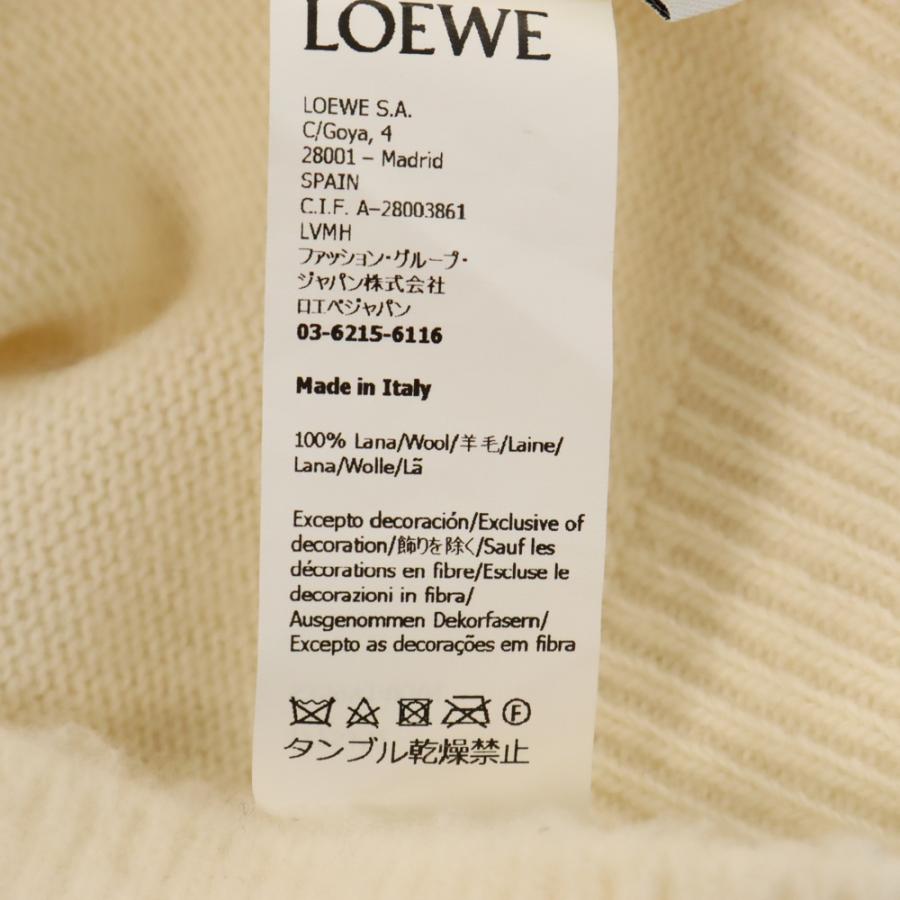 LOEWE
LOEWE S.A.
C/Goya, 4
28001 – Madrid
SPAIN
C.I.F. A–28003861
LVMH
ファッション・グループ・
ジャパン株式会社
ロエベジャパン
03-6215-6116
Made in Italy
100% Lana/Wool/羊毛/Laine/
Lana/Wolle/Lã
Excepto decoración/Exclusive of
decoration/飾りを除く/Sauf les
décorations en fibre/Escluse le
decorazioni in fibra/
Ausgenommen Dekorfasern/
Excepto as decorações em fibra
F
タンブル乾燥禁止